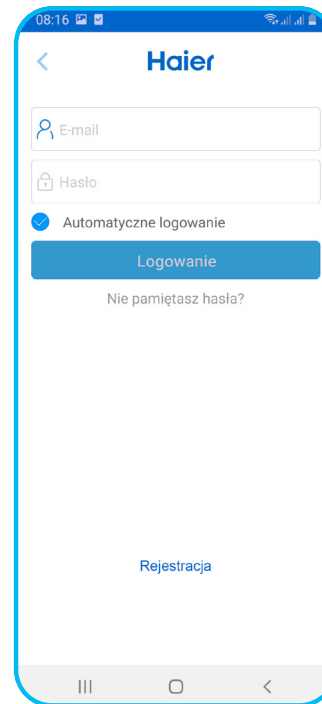 08:16
Haier
E-mail
Hasło
Automatyczne logowanie
Logowanie
Nie pamiętasz hasła?
Rejestracja